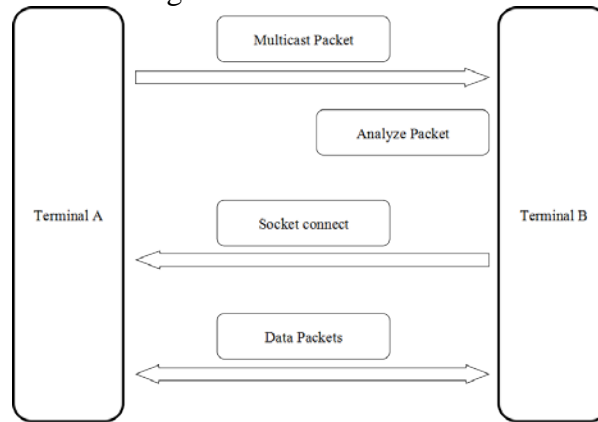 Multicast Packet
Analyze Packet
Terminal A
Socket connect
Terminal B
Data Packets